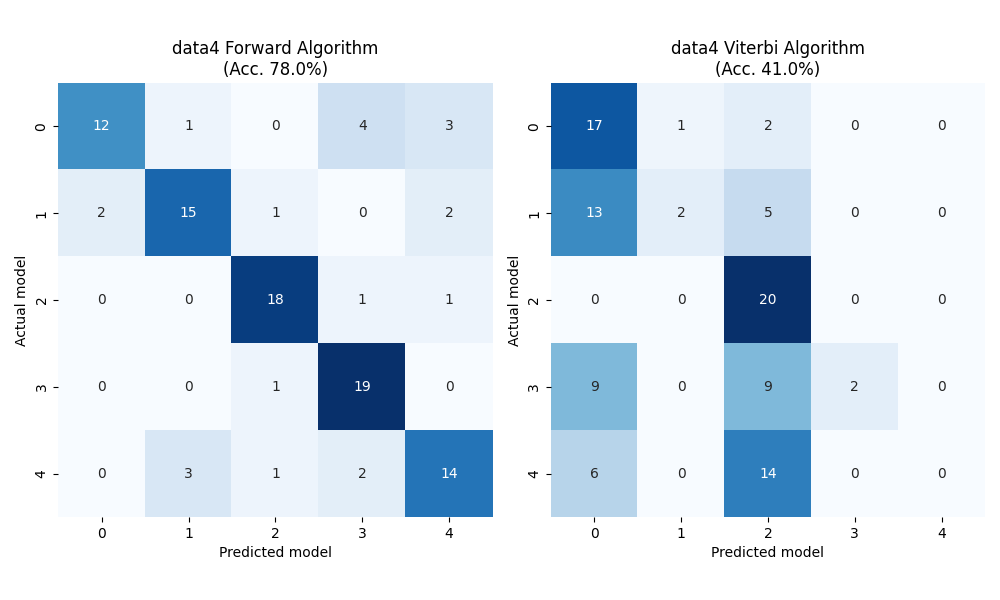 data4 Forward Algorithm
(Acc. 78.0%)
Actual model
0 12 1 0 4 3
1 2 15 1 0 2
2 0 0 18 1 1
3 0 0 1 19 0
4 0 3 1 2 14
0 1 2 3 4
Predicted model
data4 Viterbi Algorithm
(Acc. 41.0%)
Actual model
0 17 1 2 0 0
1 13 2 5 0 0
2 0 0 20 0 0
3 9 0 9 2 0
4 6 0 14 0 0
0 1 2 3 4
Predicted model